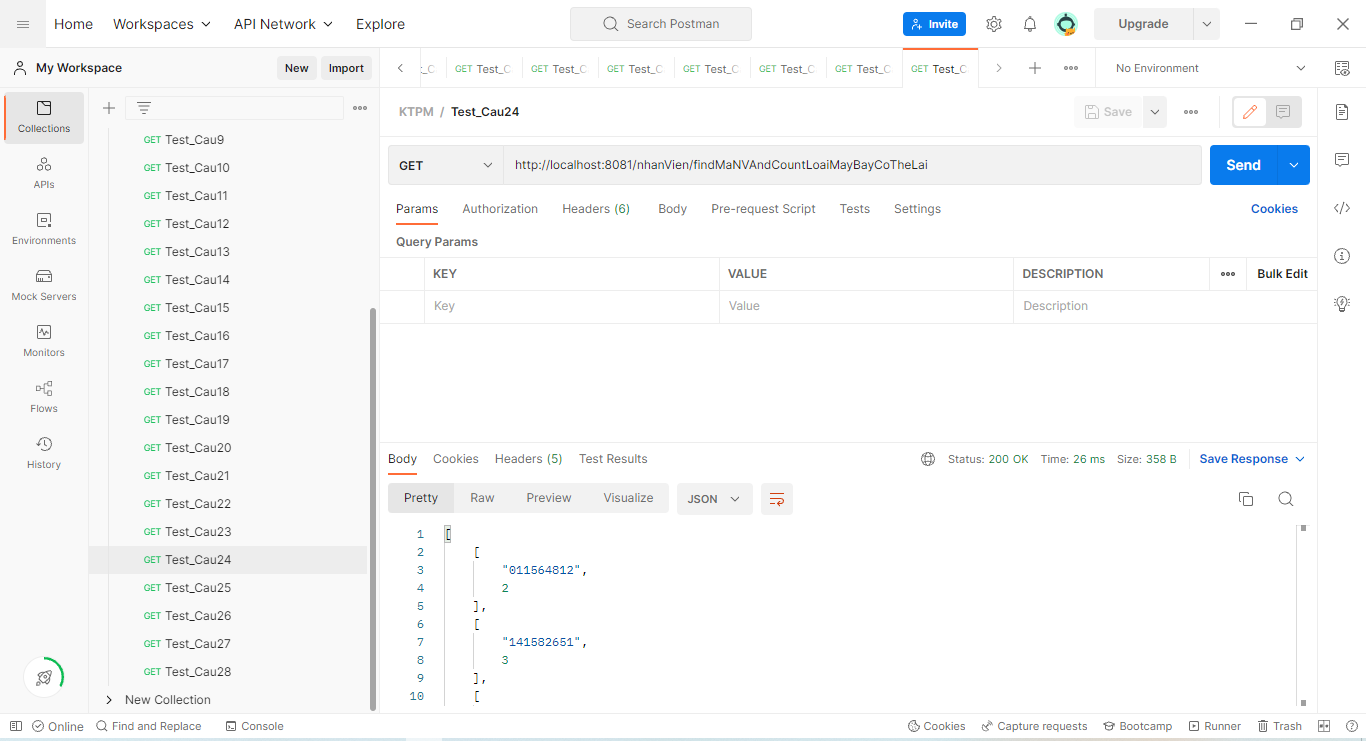 Home Workspaces API Network Explore Search Postman Invite Upgrade
My Workspace New Import
GET Test_C GET Test_C GET Test_C GET Test_C GET Test_C GET Test_C GET Test_C No Environment
Collections
APIs
Environments
Mock Servers
Monitors
Flows
History
GET Test_Cau9
GET Test_Cau10
GET Test_Cau11
GET Test_Cau12
GET Test_Cau13
GET Test_Cau14
GET Test_Cau15
GET Test_Cau16
GET Test_Cau17
GET Test_Cau18
GET Test_Cau19
GET Test_Cau20
GET Test_Cau21
GET Test_Cau22
GET Test_Cau23
GET Test_Cau24
GET Test_Cau25
GET Test_Cau26
GET Test_Cau27
GET Test_Cau28
New Collection
KTPM / Test_Cau24 Save
GET http://localhost:8081/nhanVien/findMaNVAndCountLoaiMayBayCoTheLai Send
Params Authorization Headers (6) Body Pre-request Script Tests Settings Cookies
Query Params
KEY VALUE DESCRIPTION Bulk Edit
Key Value Description
Body Cookies Headers (5) Test Results Status: 200 OK Time: 26 ms Size: 358 B Save Response
Pretty Raw Preview Visualize JSON
1 [
2 [
3 "011564812",
4 2
5 ],
6 [
7 "141582651",
8 3
9 ],
10 [
Online Find and Replace Console Cookies Capture requests Bootcamp Runner Trash